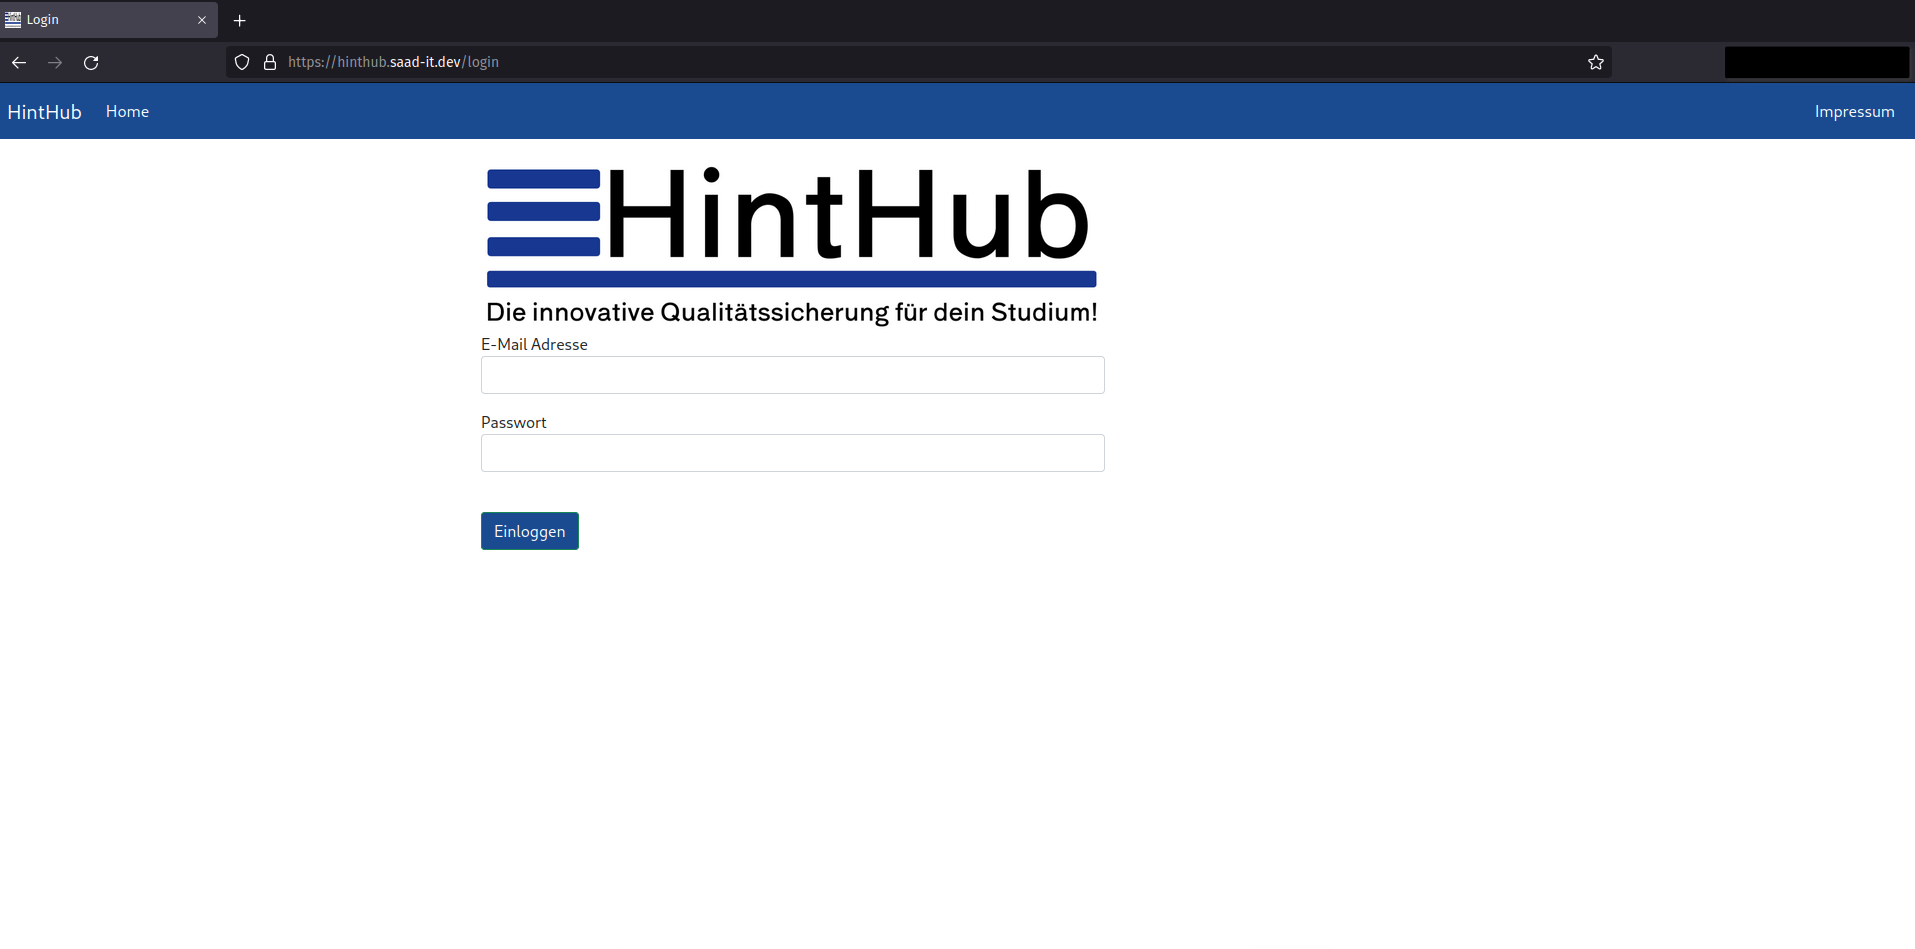 Login
https://hinthub.saad-it.dev/login
HintHub Home Impressum
HintHub
Die innovative Qualitätssicherung für dein Studium!
E-Mail Adresse
Passwort
Einloggen